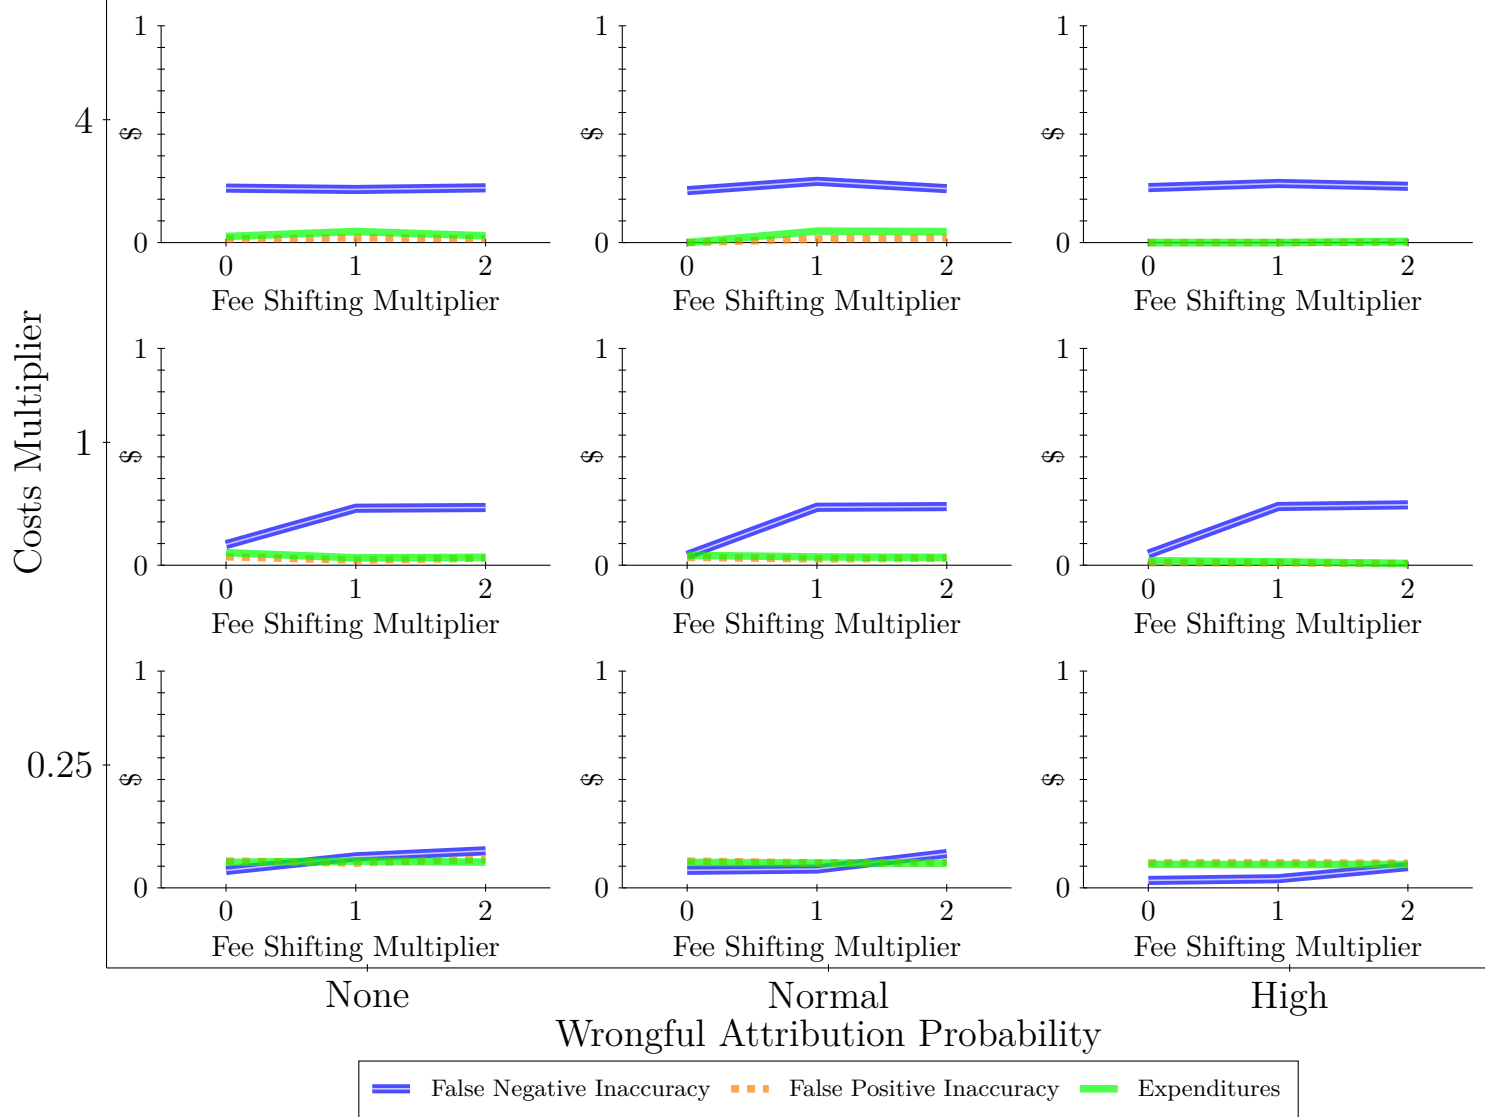 Costs Multiplier
4
1
0.25
1
$
0
0 1 2
Fee Shifting Multiplier
1
$
0
0 1 2
Fee Shifting Multiplier
1
$
0
0 1 2
Fee Shifting Multiplier
1
$
0
0 1 2
Fee Shifting Multiplier
1
$
0
0 1 2
Fee Shifting Multiplier
1
$
0
0 1 2
Fee Shifting Multiplier
1
$
0
0 1 2
Fee Shifting Multiplier
1
$
0
0 1 2
Fee Shifting Multiplier
1
$
0
0 1 2
Fee Shifting Multiplier
None Normal High
Wrongful Attribution Probability
False Negative Inaccuracy False Positive Inaccuracy Expenditures